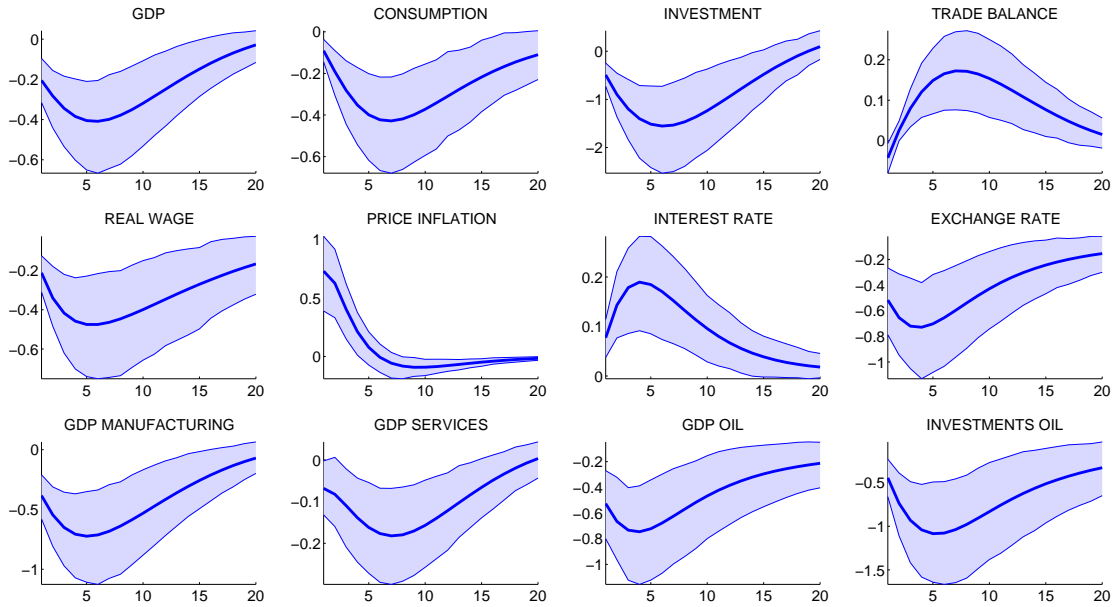 GDP CONSUMPTION INVESTMENT TRADE BALANCE
0 −0.2 −0.4 −0.6
0 −0.2 −0.4 −0.6
0 −1 −2
0.2 0.1 0
5 10 15 20 5 10 15 20 5 10 15 20 5 10 15 20
REAL WAGE PRICE INFLATION INTEREST RATE EXCHANGE RATE
−0.2 −0.4 −0.6
1 0.5 0
0.2 0.1 0
−0.2 −0.4 −0.6 −0.8 −1
5 10 15 20 5 10 15 20 5 10 15 20 5 10 15 20
GDP MANUFACTURING GDP SERVICES GDP OIL INVESTMENTS OIL
0 −0.5 −1
0 −0.1 −0.2
−0.2 −0.4 −0.6 −0.8 −1
−0.5 −1 −1.5
5 10 15 20 5 10 15 20 5 10 15 20 5 10 15 20